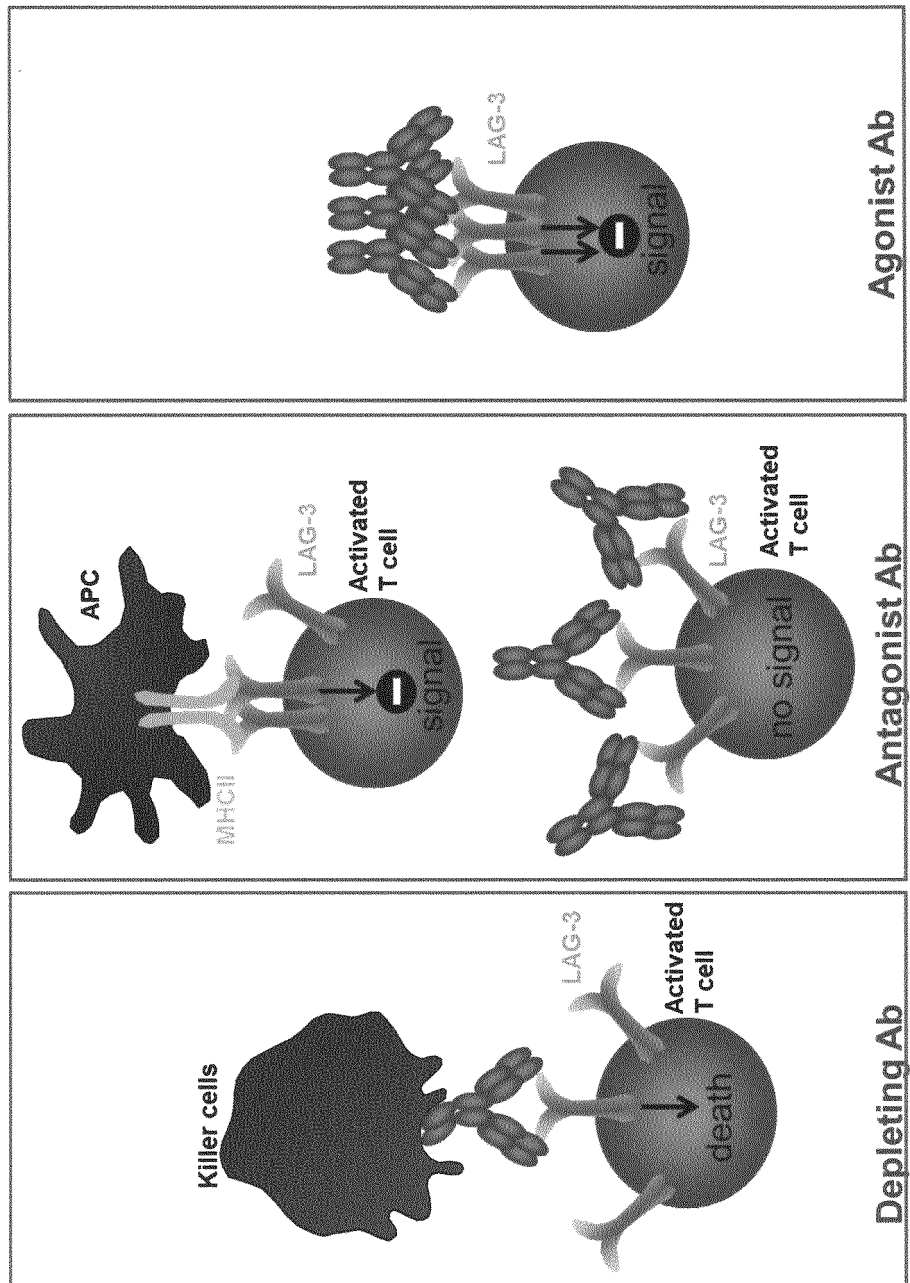 Killer cells
LAG-3
Activated
T cell
death
Depleting Ab
APC
MHCII
LAG-3
Activated
T cell
signal
LAG-3
Activated
T cell
no signal
Antagonist Ab
LAG-3
signal
Agonist Ab